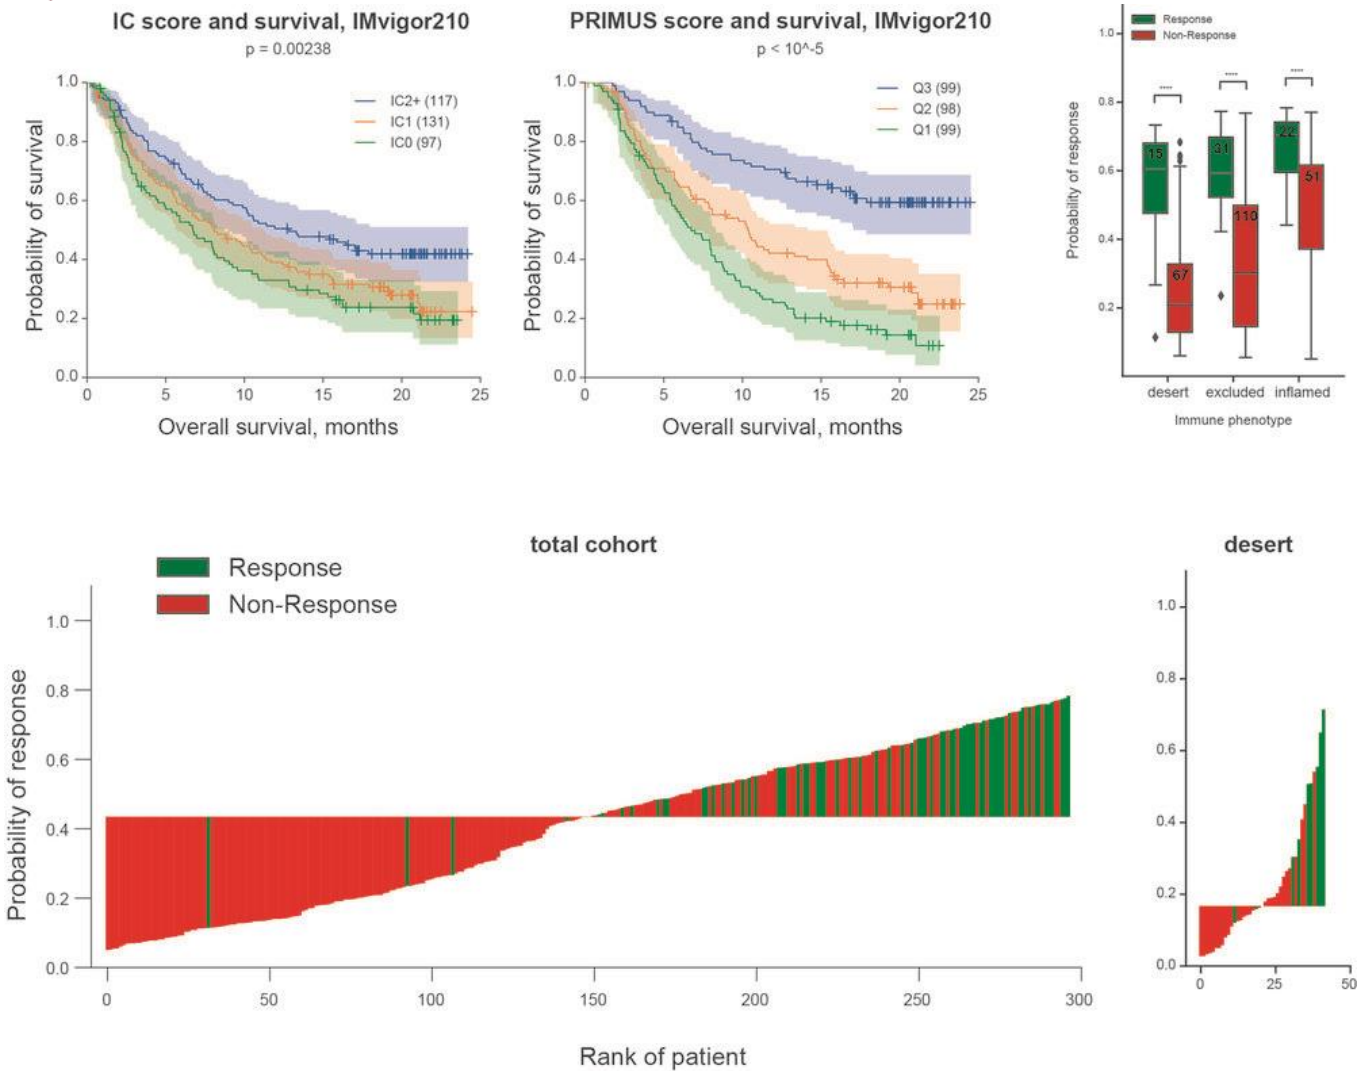 IC score and survival, IMvigor210
p = 0.00238
1.0
0.8
0.6
0.4
0.2
0.0
0 5 10 15 20 25
Probability of survival
Overall survival, months
IC2+ (117)
IC1 (131)
IC0 (97)
PRIMUS score and survival, IMvigor210
p < 10^-5
1.0
0.8
0.6
0.4
0.2
0.0
0 5 10 15 20 25
Probability of survival
Overall survival, months
Q3 (99)
Q2 (98)
Q1 (99)
Response
Non-Response
1.0
0.8
0.6
0.4
0.2
Probability of response
****
****
****
15
67
31
110
22
51
desert excluded inflamed
Immune phenotype
total cohort
Response
Non-Response
1.0
0.8
0.6
0.4
0.2
0.0
Probability of response
0 50 100 150 200 250 300
Rank of patient
desert
1.0
0.8
0.6
0.4
0.2
0.0
0 25 50